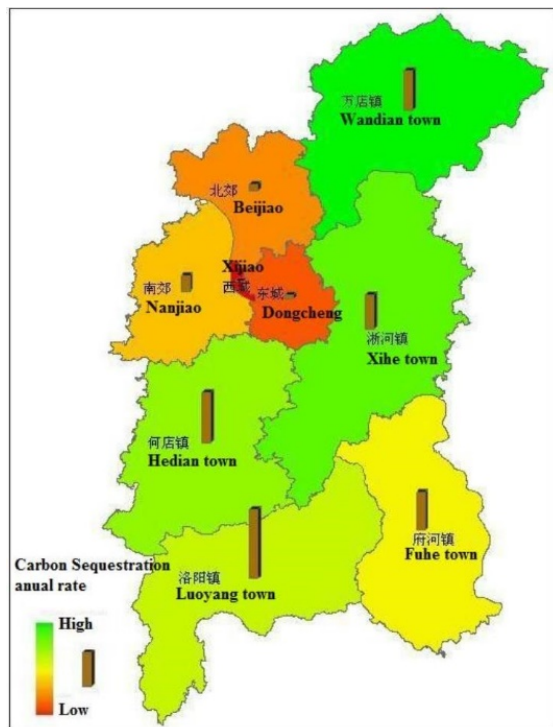 万店镇
Wandian town
北郊
Beijiao
Xijiao
西城
东城
Dongcheng
南郊
Nanjiao
淅河镇
Xihe town
何店镇
Hedian town
府河镇
Fuhe town
洛阳镇
Luoyang town
Carbon Sequestration
anual rate
High
Low